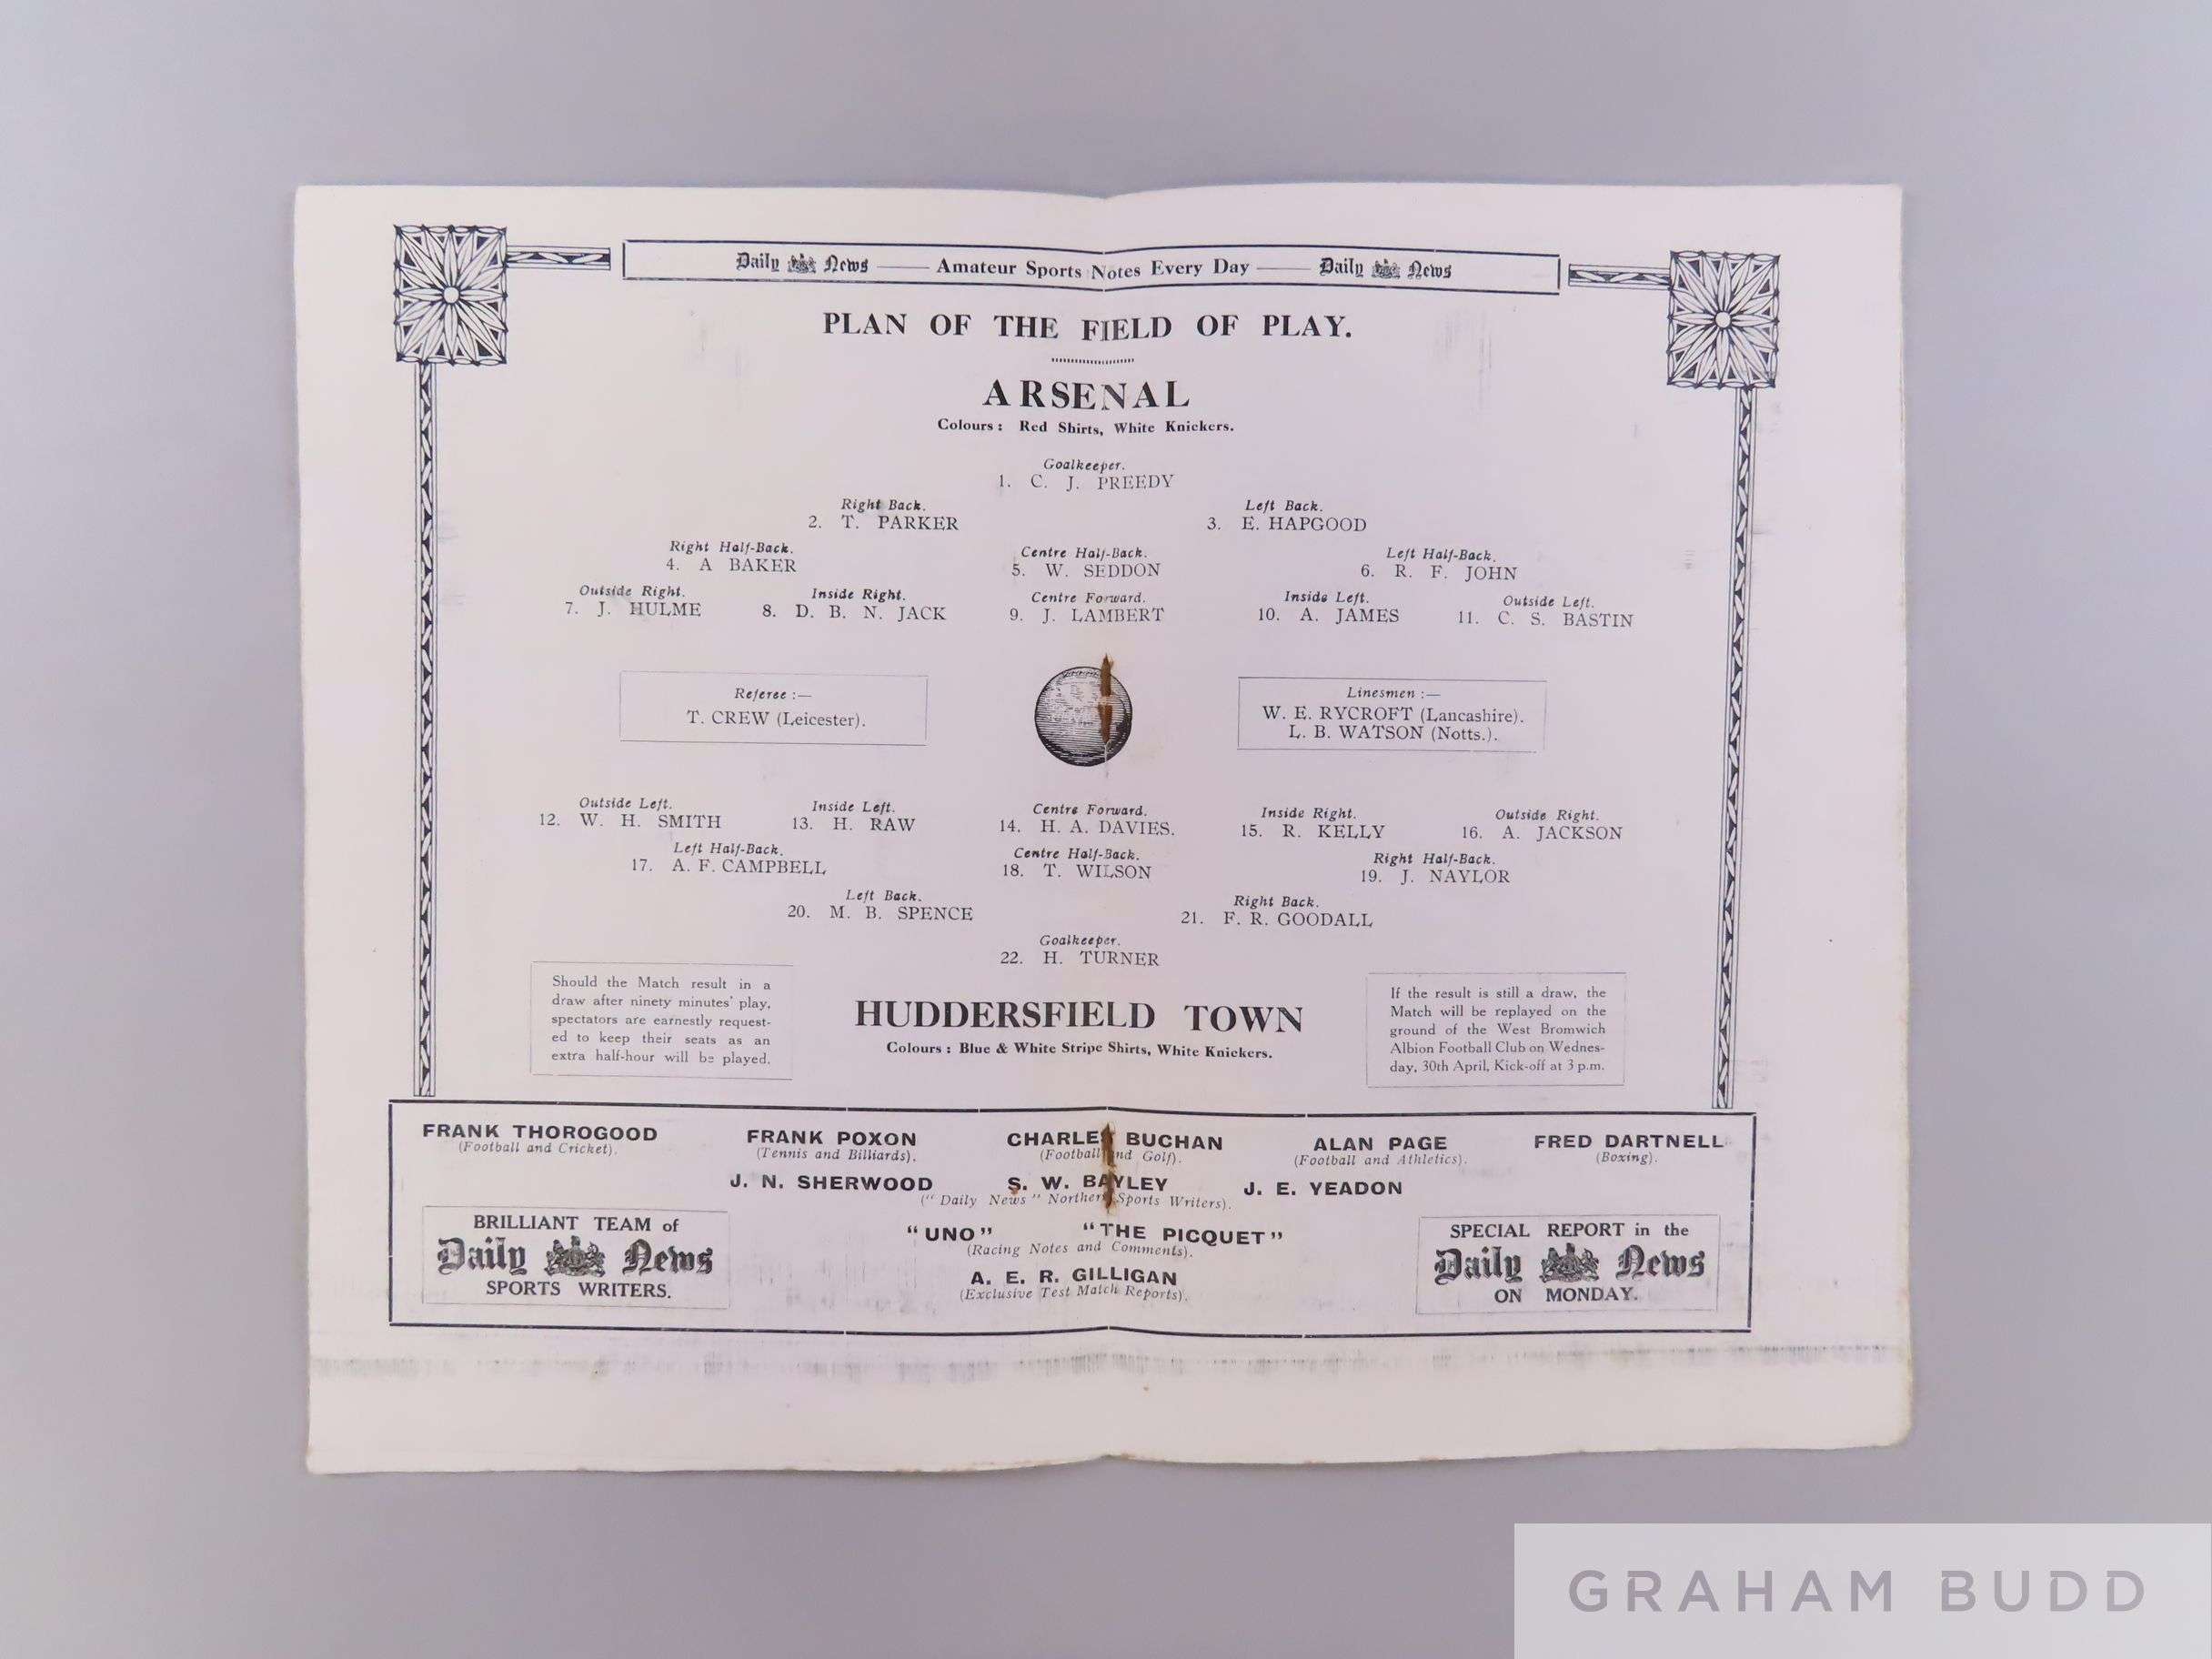 Daily News —— Amateur Sports Notes Every Day —— Daily News
PLAN OF THE FIELD OF PLAY.
ARSENAL
Colours : Red Shirts, White Knickers.
Goalkeeper.
1. C. J. PREEDY
Right Back. Left Back.
2. T. PARKER 3. E. HAPGOOD
Right Half-Back. Centre Half-Back. Left Half-Back.
4. A BAKER 5. W. SEDDON 6. R. F. JOHN
Outside Right. Inside Right. Centre Forward. Inside Left. Outside Left.
7. J. HULME 8. D. B. N. JACK 9. J. LAMBERT 10. A. JAMES 11. C. S. BASTIN
Referee :—
T. CREW (Leicester).
Linesmen :—
W. E. RYCROFT (Lancashire).
L. B. WATSON (Notts.).
Outside Left. Inside Left. Centre Forward. Inside Right. Outside Right.
12. W. H. SMITH 13. H. RAW 14. H. A. DAVIES. 15. R. KELLY 16. A. JACKSON
Left Half-Back. Centre Half-Back. Right Half-Back.
17. A. F. CAMPBELL 18. T. WILSON 19. J. NAYLOR
Left Back. Right Back.
20. M. B. SPENCE 21. F. R. GOODALL
Goalkeeper.
22. H. TURNER
Should the Match result in a
draw after ninety minutes' play,
spectators are earnestly request-
ed to keep their seats as an
extra half-hour will be played.
HUDDERSFIELD TOWN
Colours : Blue & White Stripe Shirts, White Knickers.
If the result is still a draw, the
Match will be replayed on the
ground of the West Bromwich
Albion Football Club on Wednes-
day, 30th April, Kick-off at 3 p.m.
FRANK THOROGOOD FRANK POXON CHARLES BUCHAN ALAN PAGE FRED DARTNELL
(Football and Cricket). (Tennis and Billiards). (Football and Golf). (Football and Athletics). (Boxing).
J. N. SHERWOOD S. W. BAYLEY J. E. YEADON
("Daily News" Northern Sports Writers).
BRILLIANT TEAM of
Daily News
SPORTS WRITERS.
"UNO" "THE PICQUET"
(Racing Notes and Comments).
A. E. R. GILLIGAN
(Exclusive Test Match Reports).
SPECIAL REPORT in the
Daily News
ON MONDAY.
GRAHAM BUDD